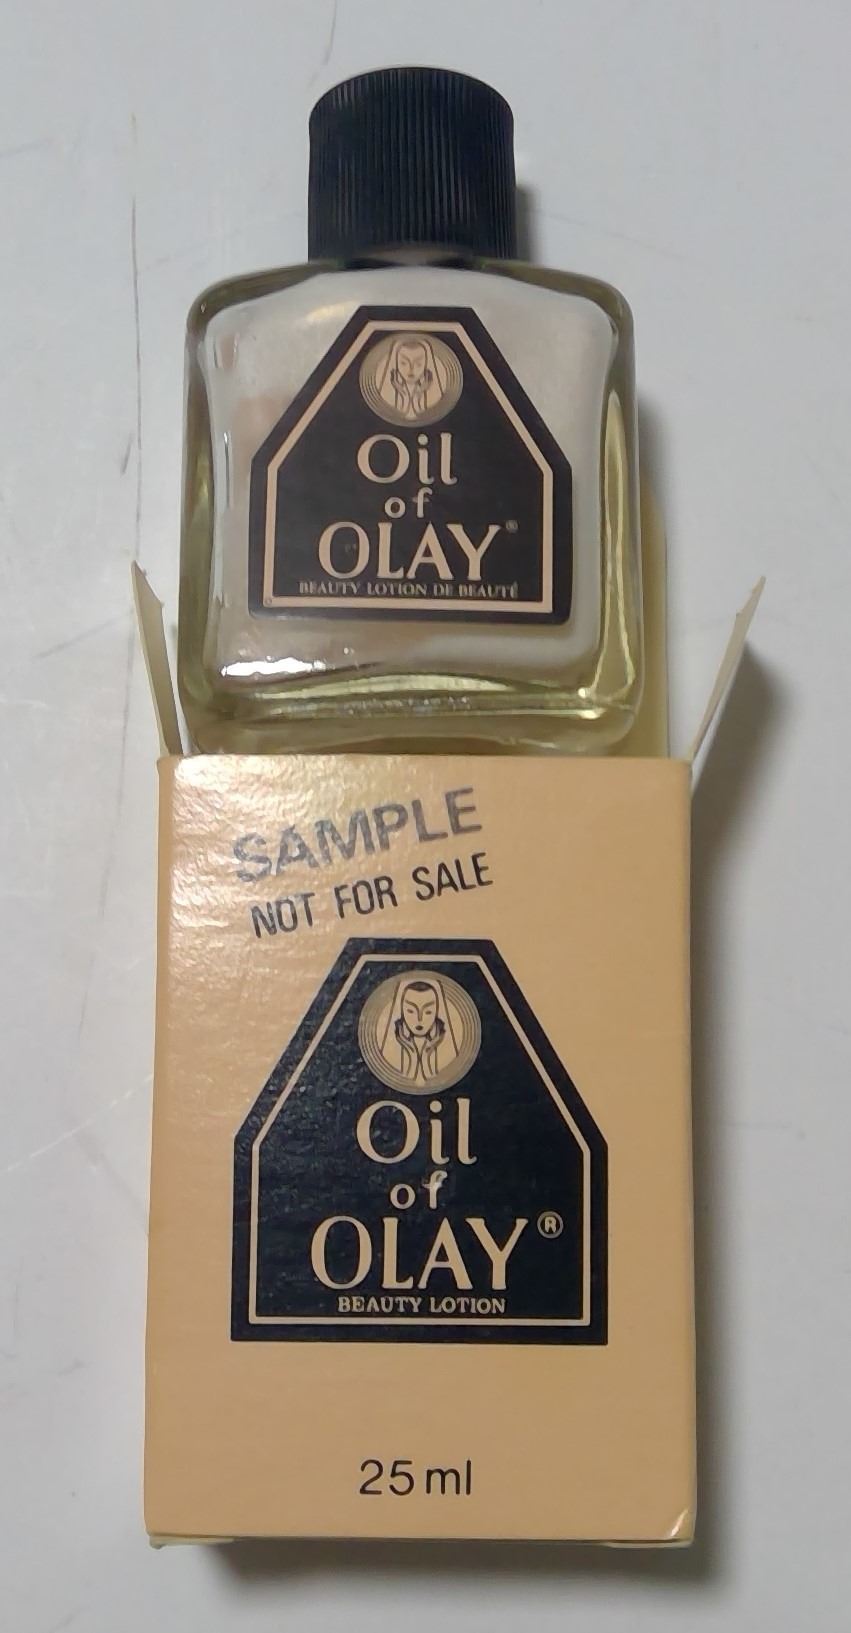 Oil
of
OLAY®
BEAUTY LOTION DE BEAUTÉ
SAMPLE
NOT FOR SALE
Oil
of
OLAY®
BEAUTY LOTION
25 ml